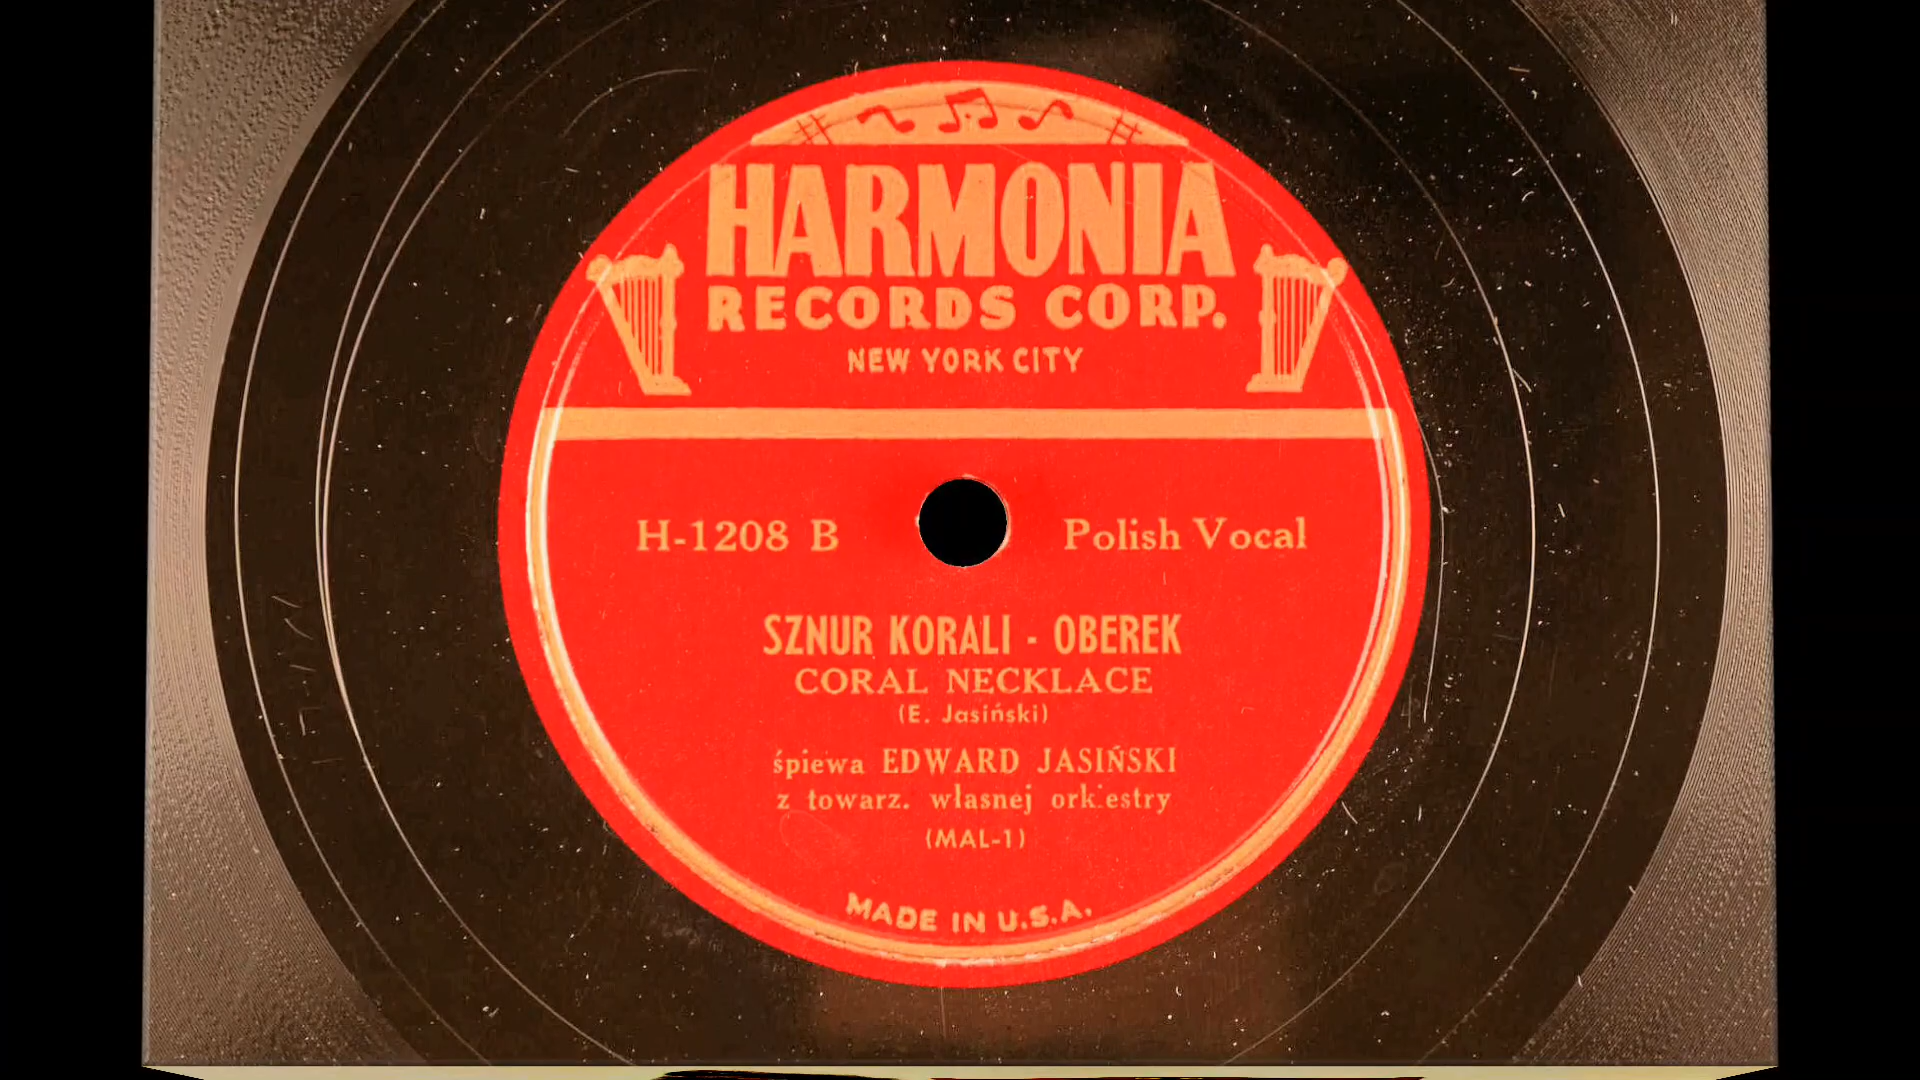 HARMONIA
RECORDS CORP.
NEW YORK CITY
H-1208 B Polish Vocal
SZNUR KORALI - OBEREK
CORAL NECKLACE
(E. Jasiński)
śpiewa EDWARD JASIŃSKI
z towarz. własnej orkiestry
(MAL-1)
MADE IN U.S.A.